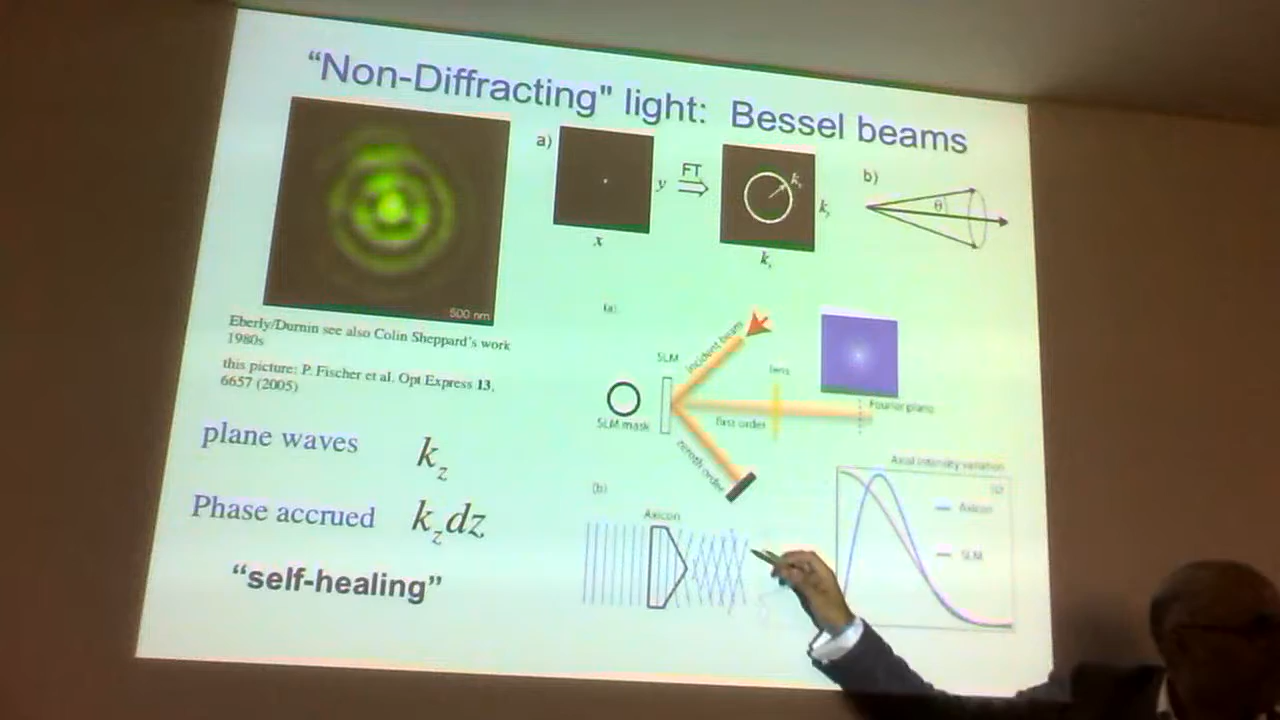 “Non-Diffracting" light: Bessel beams
a)
y
FT
x
k
k
k
b)
θ
500 nm
Eberly/Durnin see also Colin Sheppard's work
1980s
this picture: P. Fischer et al. Opt Express 13,
6657 (2005)
plane waves k_z
Phase accrued k_z dz
“self-healing”
(a)
SLM
incident beam
lens
Fourier plane
SLM mask
first order
zeroth order
(b)
Axicon
Axial intensity variation
Axicon
SLM